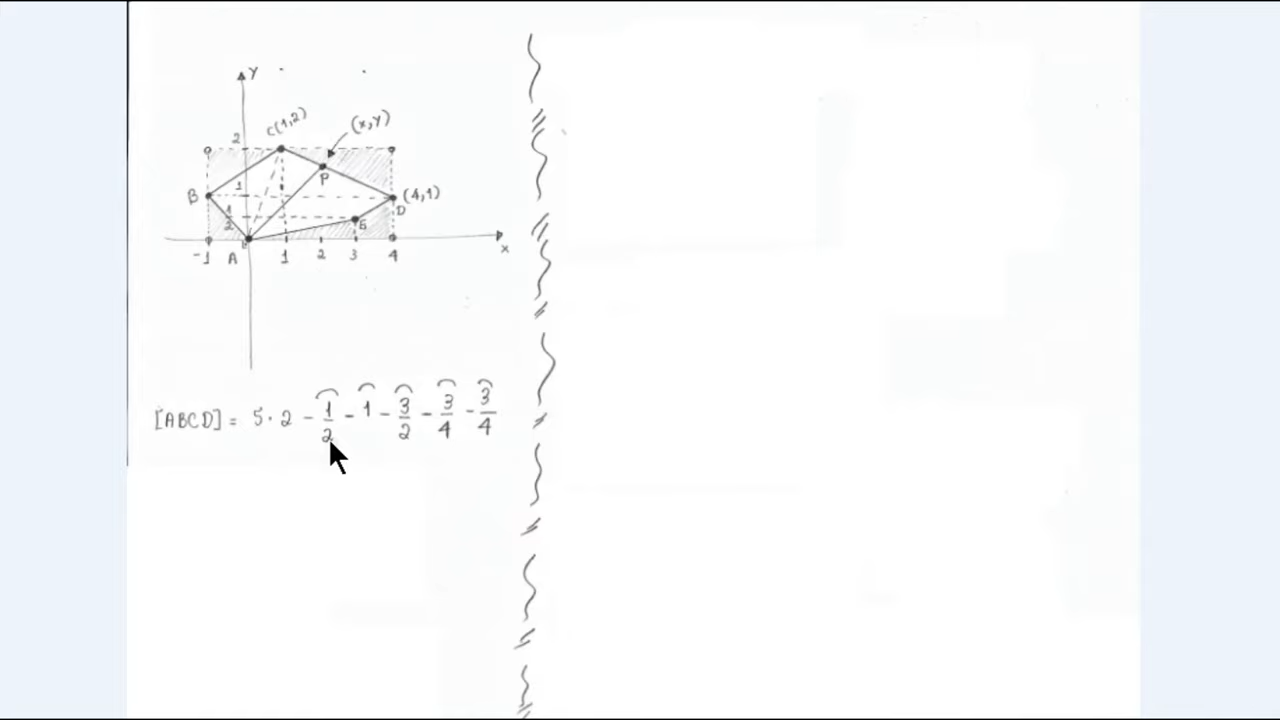 Y
C(1,2)
(x,y)
2
B
1
P
(4,1)
D
1/2
E
-1 A 1 2 3 4 x
[ABCD] = 5·2 - 1/2 - 1 - 3/2 - 3/4 - 3/4